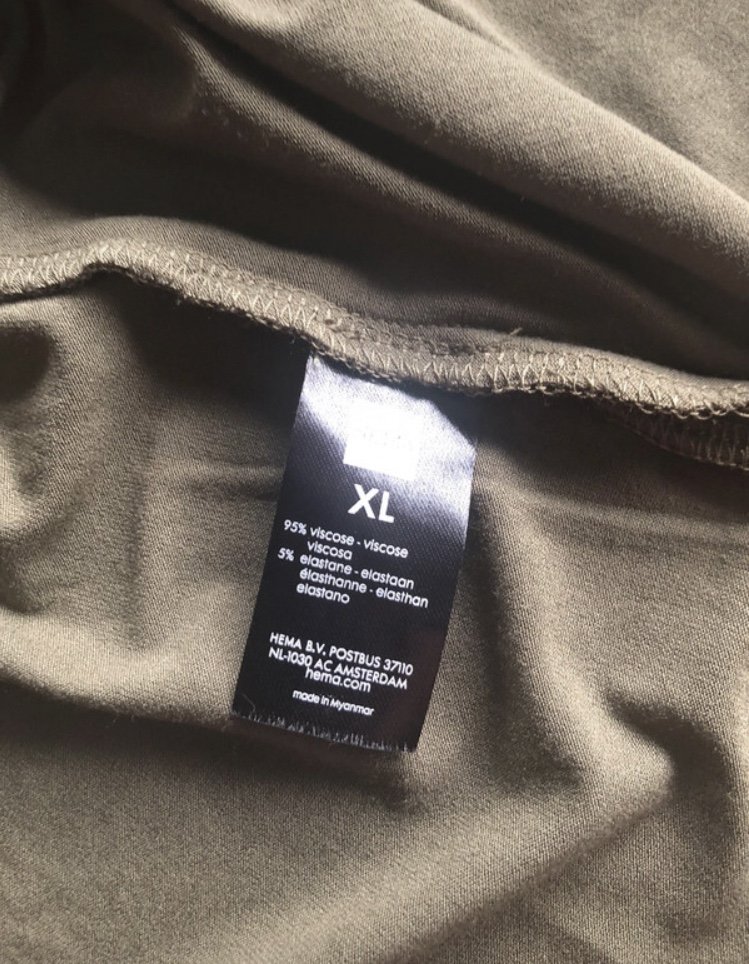 XL
95% viscose - viscose
viscosa
5% elastane - elastaan
élasthanne - elasthan
elastano
HEMA B.V. POSTBUS 37110
NL-1030 AC AMSTERDAM
hema.com
made in Myanmar